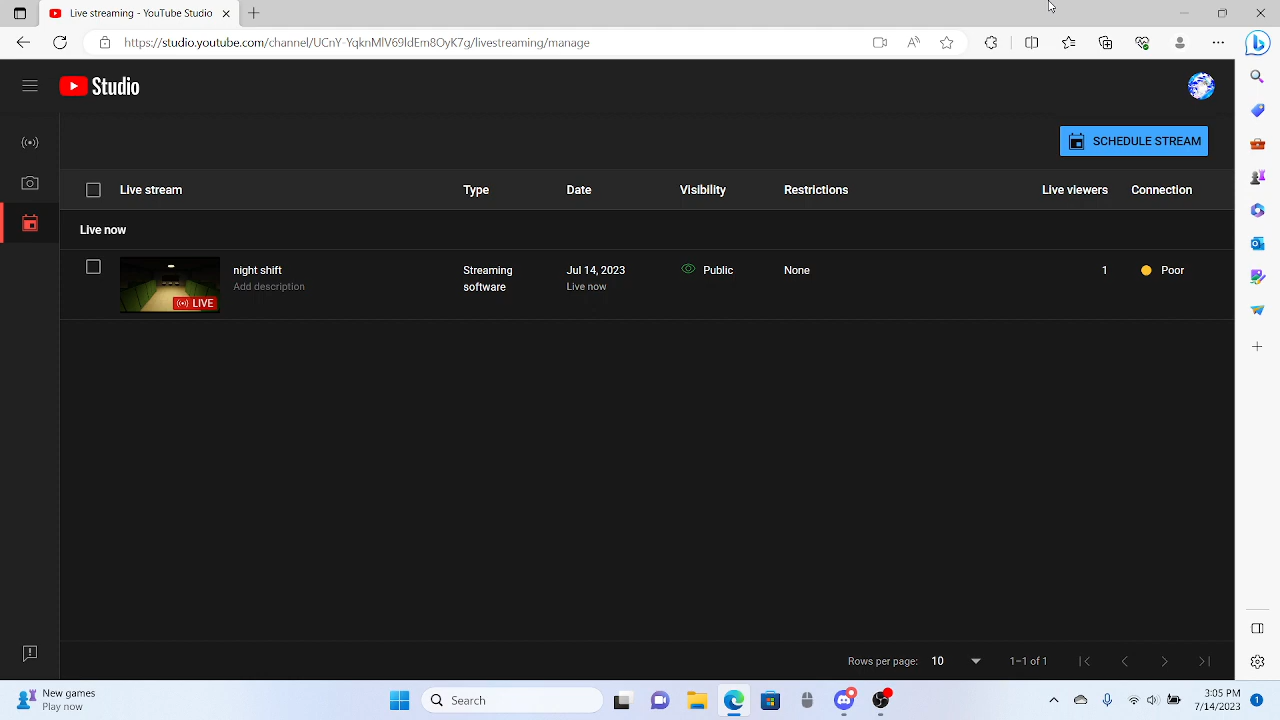 Live streaming - YouTube Studio
https://studio.youtube.com/channel/UCnY-YqknMlV69IdEm8OyK7g/livestreaming/manage
Studio
SCHEDULE STREAM
Live stream Type Date Visibility Restrictions Live viewers Connection
Live now
night shift Streaming software Jul 14, 2023 Public None 1 Poor
Add description Live now
LIVE
Rows per page: 10 1–1 of 1
New games
Play now
Search
3:05 PM
7/14/2023
1